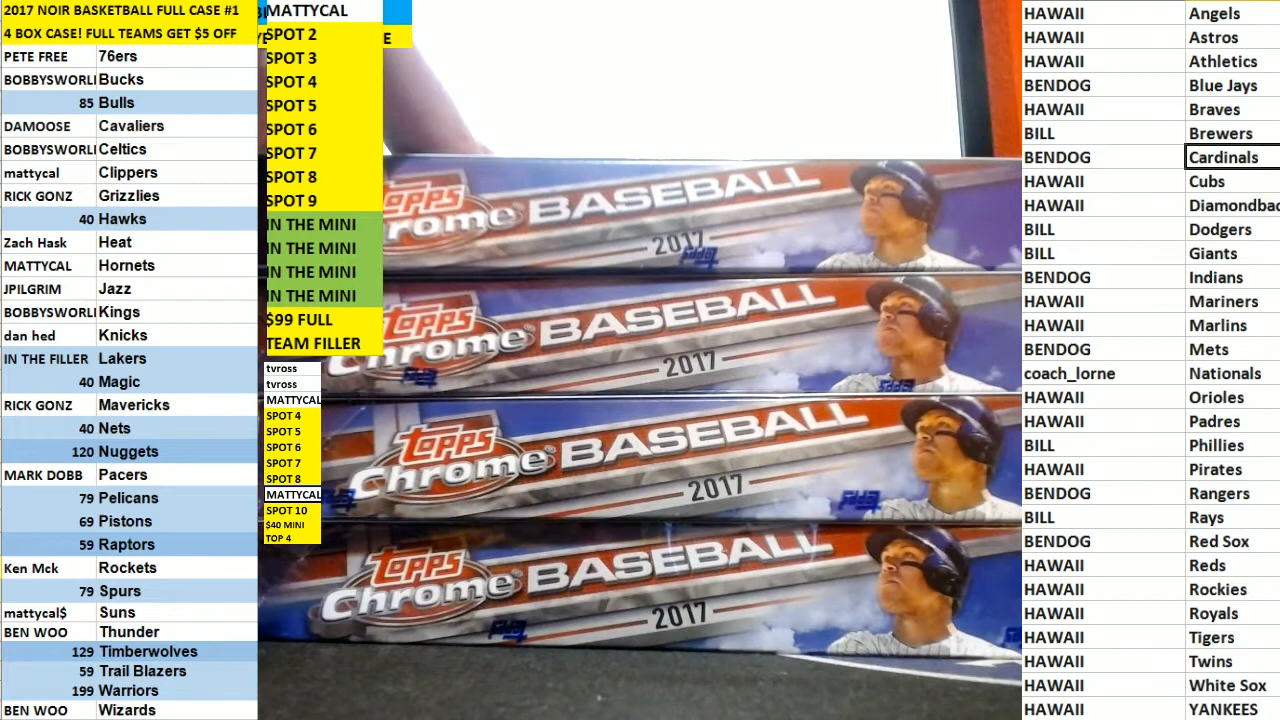 2017 NOIR BASKETBALL FULL CASE #1
4 BOX CASE! FULL TEAMS GET $5 OFF
PETE FREE 76ers
BOBBYSWORLI Bucks
85 Bulls
DAMOOSE Cavaliers
BOBBYSWORLI Celtics
mattycal Clippers
RICK GONZ Grizzlies
40 Hawks
Zach Hask Heat
MATTYCAL Hornets
JPILGRIM Jazz
BOBBYSWORLI Kings
dan hed Knicks
IN THE FILLER Lakers
40 Magic
RICK GONZ Mavericks
40 Nets
120 Nuggets
MARK DOBB Pacers
79 Pelicans
69 Pistons
59 Raptors
Ken Mck Rockets
79 Spurs
mattycal$ Suns
BEN WOO Thunder
129 Timberwolves
59 Trail Blazers
199 Warriors
BEN WOO Wizards
MATTYCAL
SPOT 2
SPOT 3
SPOT 4
SPOT 5
SPOT 6
SPOT 7
SPOT 8
SPOT 9
IN THE MINI
IN THE MINI
IN THE MINI
IN THE MINI
$99 FULL
TEAM FILLER
tvross
tvross
MATTYCAL
SPOT 4
SPOT 5
SPOT 6
SPOT 7
SPOT 8
MATTYCAL
SPOT 10
$40 MINI
TOP 4
Topps
rome BASEBALL
2017
Topps
Chrome BASEBALL
2017
Topps
Chrome BASEBALL
2017
Topps
Chrome BASEBALL
2017
HAWAII Angels
HAWAII Astros
HAWAII Athletics
BENDOG Blue Jays
HAWAII Braves
BILL Brewers
BENDOG Cardinals
HAWAII Cubs
HAWAII Diamondbac
BILL Dodgers
BILL Giants
BENDOG Indians
HAWAII Mariners
HAWAII Marlins
BENDOG Mets
coach_lorne Nationals
HAWAII Orioles
HAWAII Padres
BILL Phillies
HAWAII Pirates
BENDOG Rangers
BILL Rays
BENDOG Red Sox
HAWAII Reds
HAWAII Rockies
HAWAII Royals
HAWAII Tigers
HAWAII Twins
HAWAII White Sox
HAWAII YANKEES